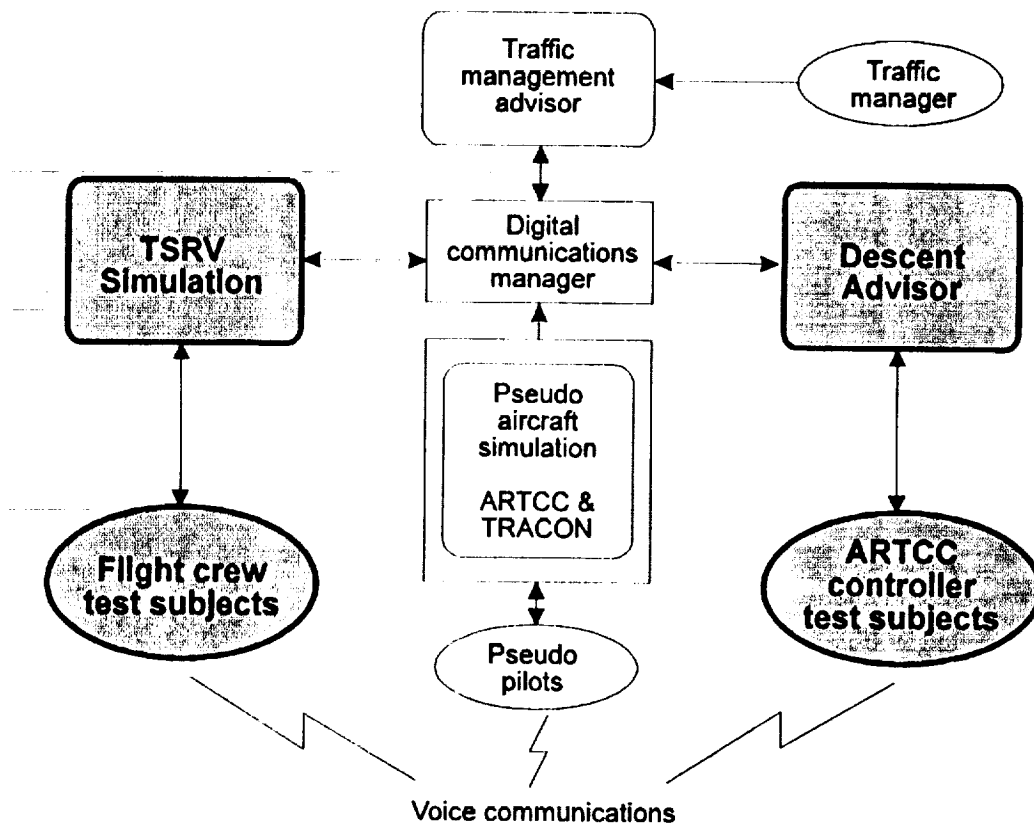 Traffic
management
advisor
Traffic
manager
TSRV
Simulation
Digital
communications
manager
Descent
Advisor
Pseudo
aircraft
simulation
ARTCC &
TRACON
Flight crew
test subjects
ARTCC
controller
test subjects
Pseudo
pilots
Voice communications